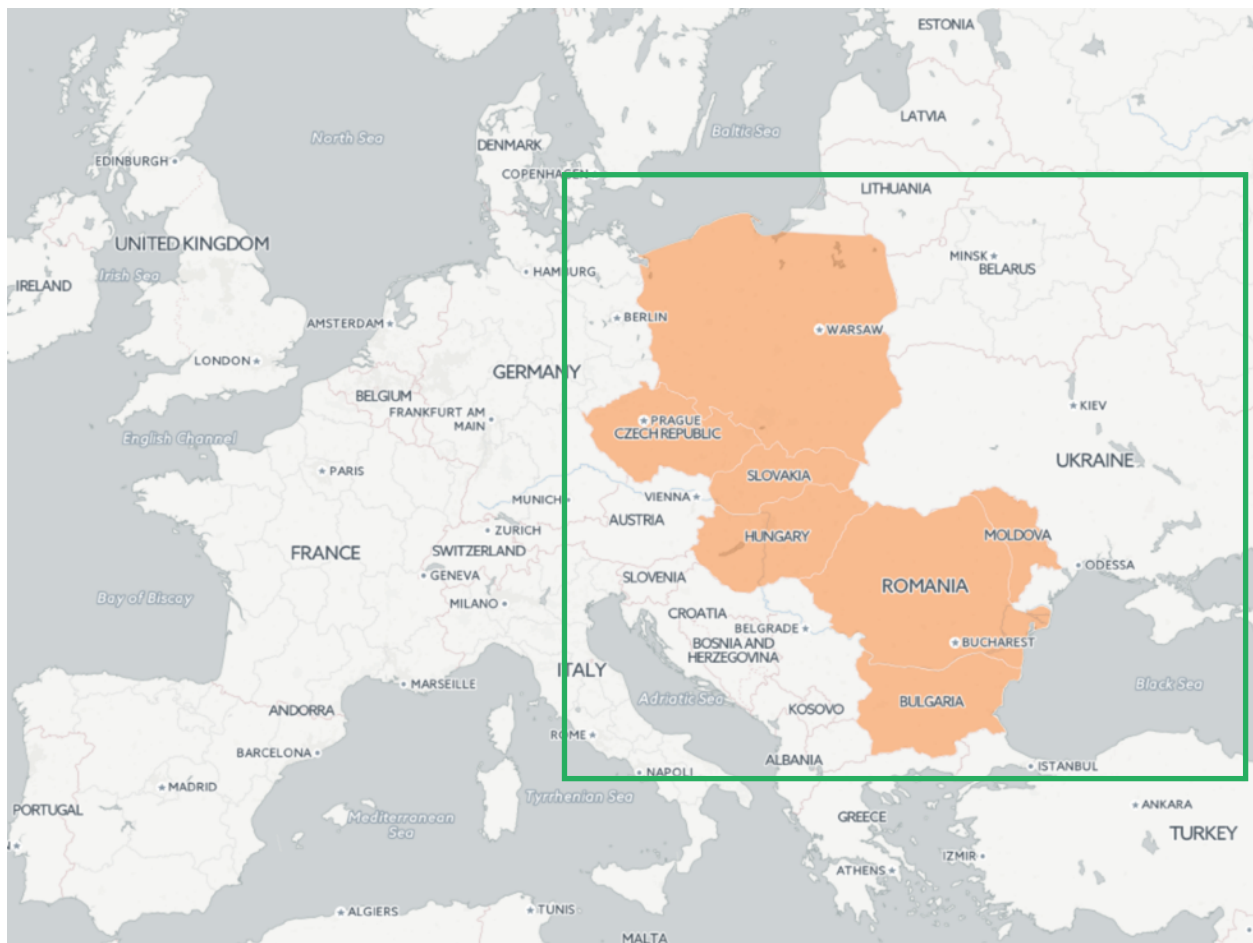 ESTONIA
LATVIA
North Sea
Baltic Sea
DENMARK
EDINBURGH
COPENHAGEN
LITHUANIA
UNITED KINGDOM
MINSK
BELARUS
Irish Sea
HAMBURG
IRELAND
AMSTERDAM
BERLIN
WARSAW
LONDON
GERMANY
BELGIUM
FRANKFURT AM
MAIN
KIEV
PRAGUE
CZECH REPUBLIC
English Channel
UKRAINE
PARIS
SLOVAKIA
MUNICH
VIENNA
AUSTRIA
ZURICH
HUNGARY
MOLDOVA
FRANCE
SWITZERLAND
ODESSA
GENEVA
SLOVENIA
ROMANIA
Bay of Biscay
MILANO
CROATIA
BELGRADE
BOSNIA AND
HERZEGOVINA
BUCHAREST
ITALY
MARSEILLE
Black Sea
Adriatic Sea
BULGARIA
ANDORRA
KOSOVO
ROME
BARCELONA
ALBANIA
ISTANBUL
NAPOLI
MADRID
Tyrrhenian Sea
ANKARA
PORTUGAL
Mediterranean
Sea
GREECE
TURKEY
N
IZMIR
ATHENS
ALGIERS
TUNIS
MALTA